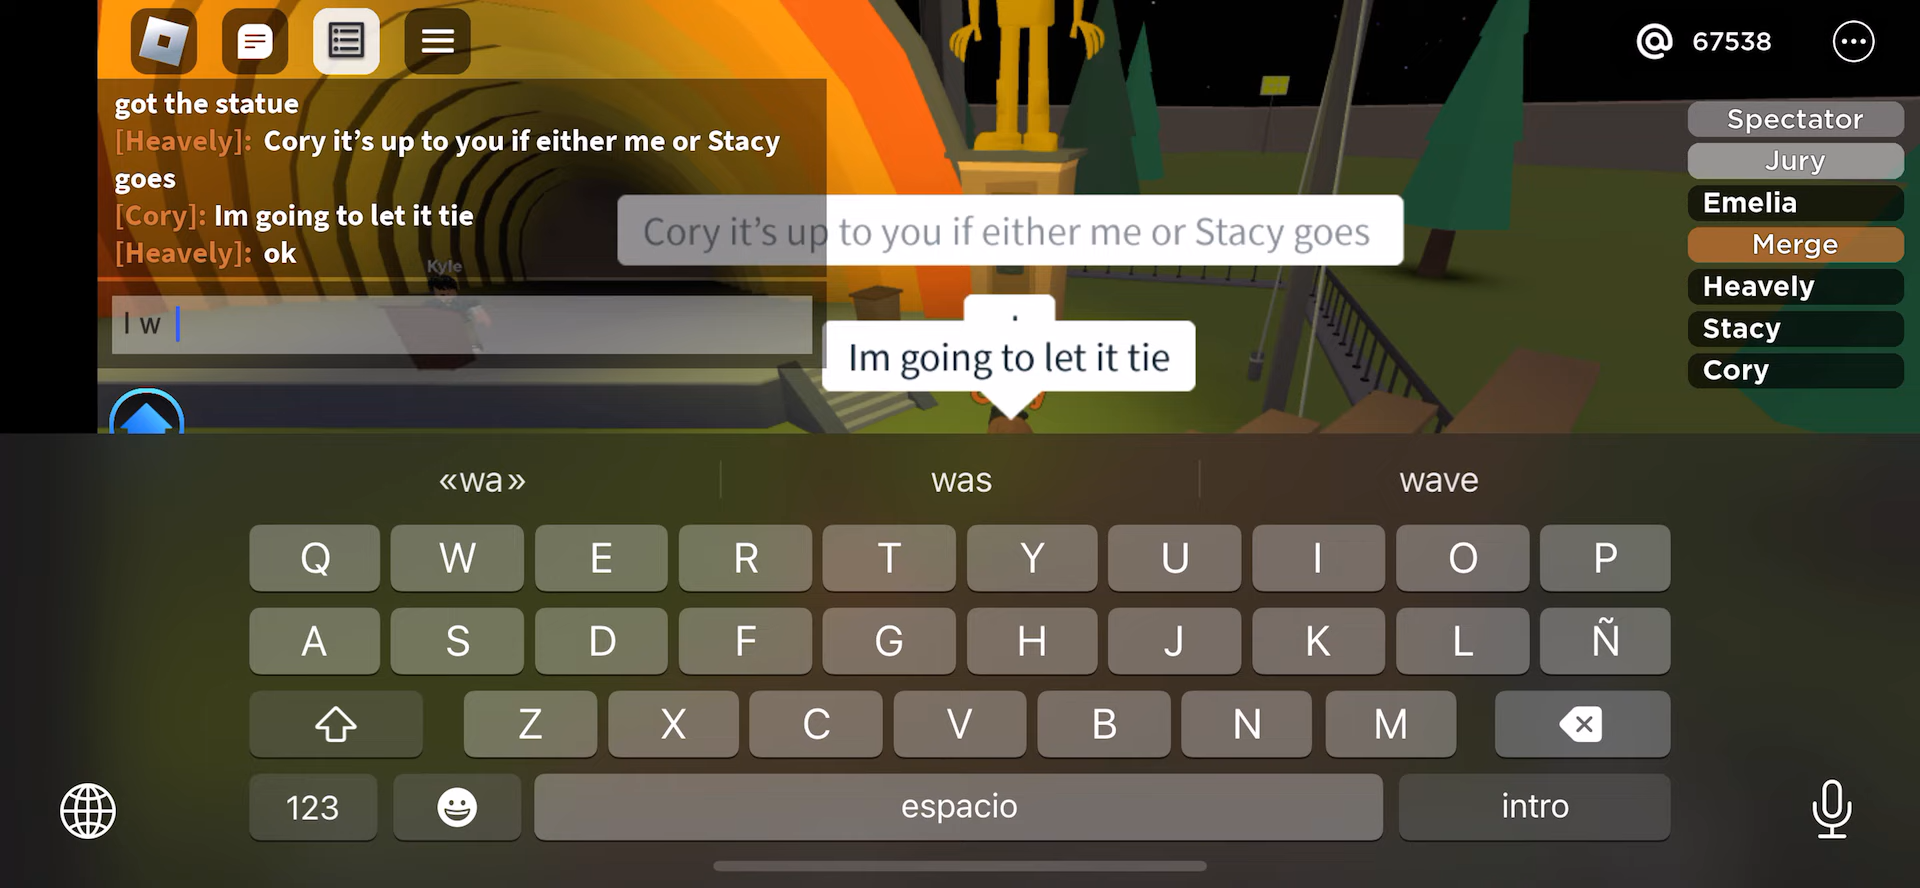 67538
got the statue
[Heavely]: Cory it’s up to you if either me or Stacy
goes
[Cory]: Im going to let it tie
[Heavely]: ok
Kyle
I w
Cory it’s up to you if either me or Stacy goes
Im going to let it tie
Spectator
Jury
Emelia
Merge
Heavely
Stacy
Cory
«wa»
was
wave
Q W E R T Y U I O P
A S D F G H J K L Ñ
Z X C V B N M
123
espacio
intro